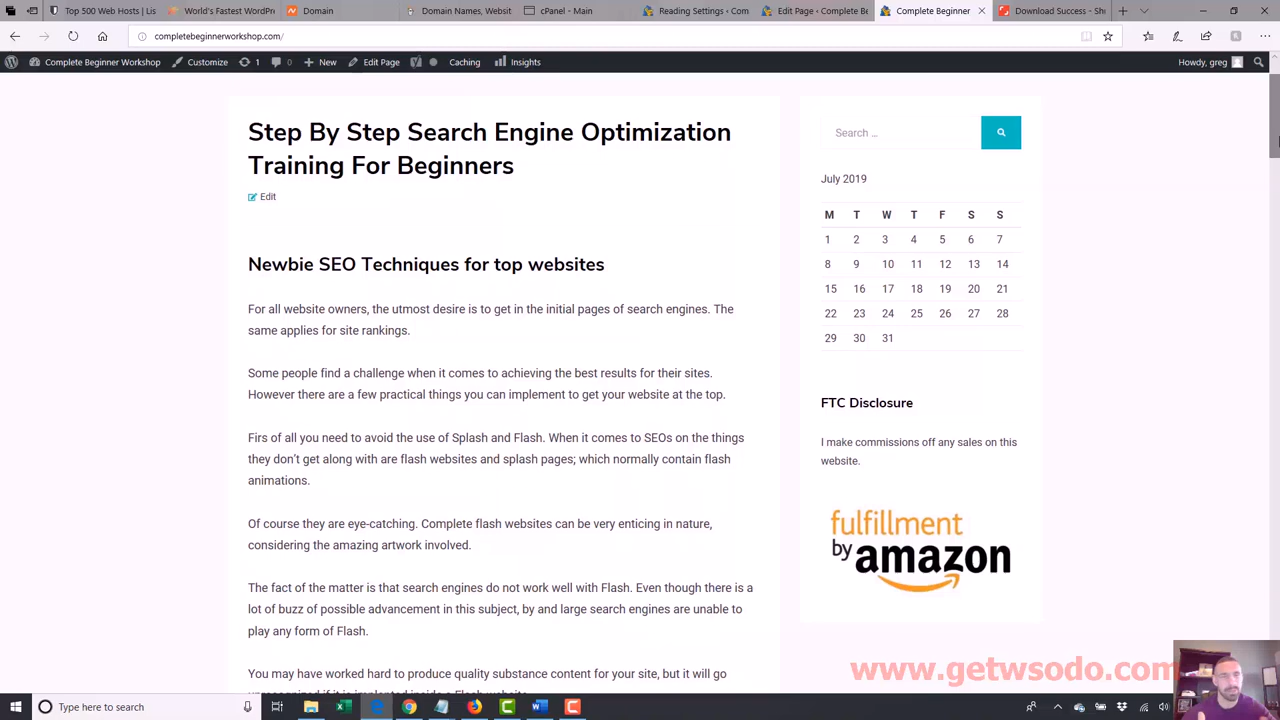 Top 500 Web Hosts | Lis
World's Fastest WordPr
Domain
Domain Names, Websit
cPanel - Main
Reading Settings ‹ Com
Edit Page ‹ Complete Be
Complete Beginner
Download Success - Sh
completebeginnerworkshop.com/
Complete Beginner Workshop
Customize
1
0
New
Edit Page
Caching
Insights
Howdy, greg
Step By Step Search Engine Optimization
Training For Beginners
Edit
Newbie SEO Techniques for top websites
For all website owners, the utmost desire is to get in the initial pages of search engines. The
same applies for site rankings.
Some people find a challenge when it comes to achieving the best results for their sites.
However there are a few practical things you can implement to get your website at the top.
Firs of all you need to avoid the use of Splash and Flash. When it comes to SEOs on the things
they don't get along with are flash websites and splash pages; which normally contain flash
animations.
Of course they are eye-catching. Complete flash websites can be very enticing in nature,
considering the amazing artwork involved.
The fact of the matter is that search engines do not work well with Flash. Even though there is a
lot of buzz of possible advancement in this subject, by and large search engines are unable to
play any form of Flash.
You may have worked hard to produce quality substance content for your site, but it will go
unrecognized if it is implanted inside a Flash website.
Search …
July 2019
M T W T F S S
1 2 3 4 5 6 7
8 9 10 11 12 13 14
15 16 17 18 19 20 21
22 23 24 25 26 27 28
29 30 31
FTC Disclosure
I make commissions off any sales on this
website.
fulfillment
by amazon
www.getwsodo.com
Type here to search